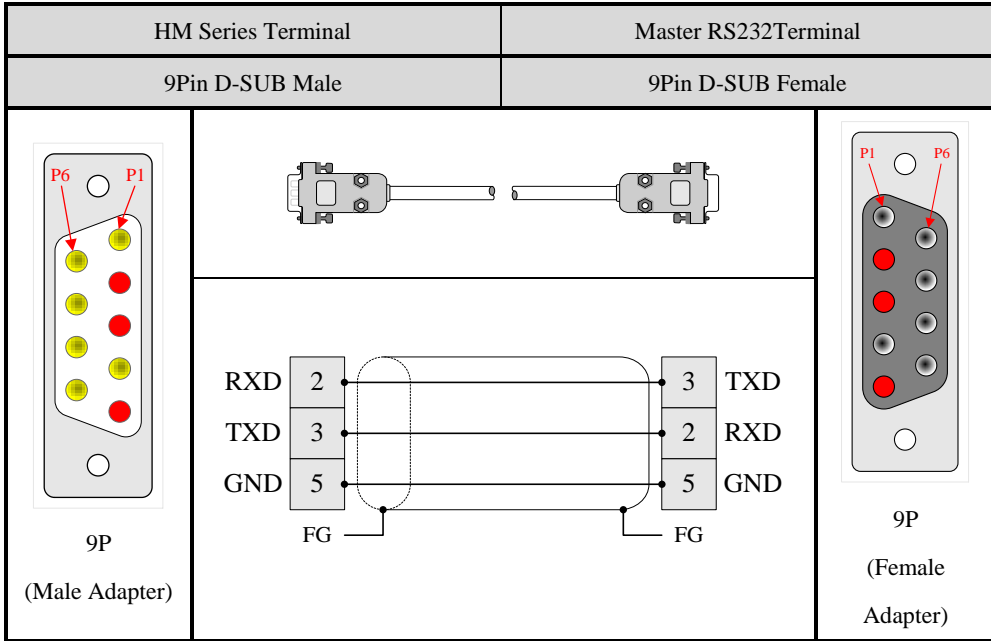 HM Series Terminal
Master RS232Terminal
9Pin D-SUB Male
9Pin D-SUB Female
P6 P1
9P
(Male Adapter)
RXD 2 3 TXD
TXD 3 2 RXD
GND 5 5 GND
FG FG
P1 P6
9P
(Female
Adapter)